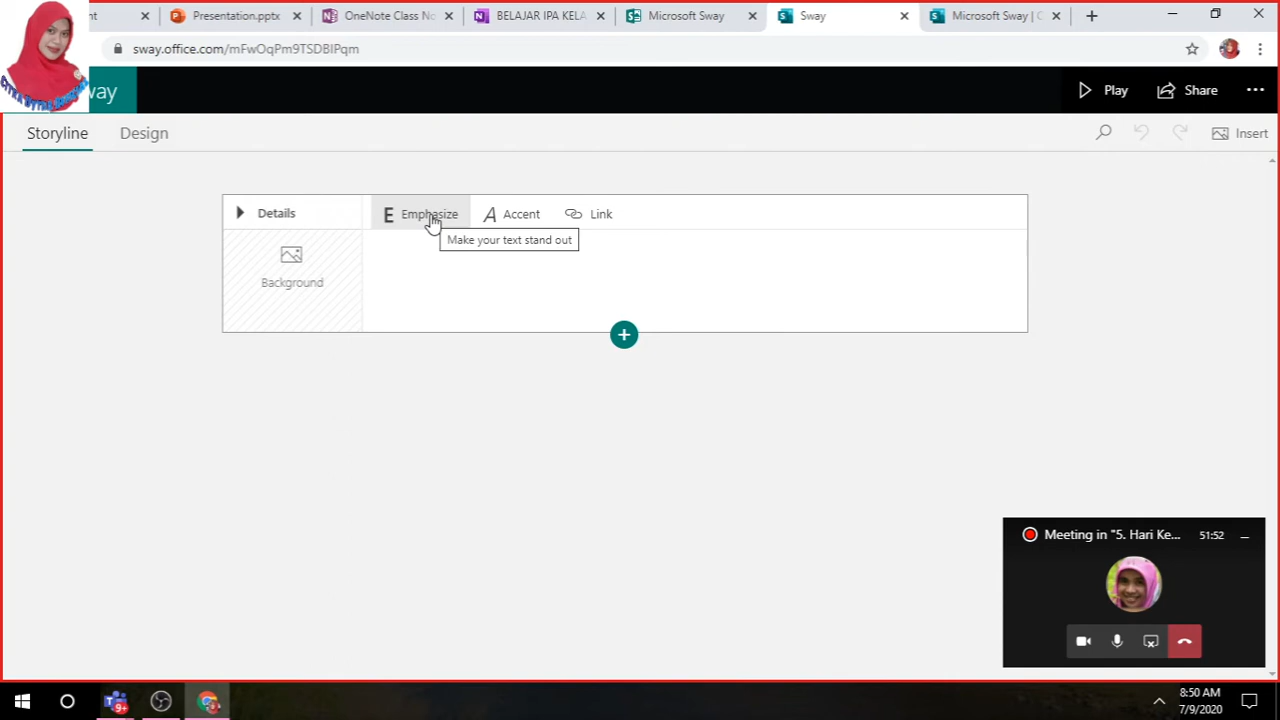 nt
Presentation.pptx
OneNote Class No
BELAJAR IPA KELA
Microsoft Sway
Sway
Microsoft Sway | C
sway.office.com/mFwOqPm9TSDBIPqm
way
Play
Share
Storyline
Design
Insert
Details
E Emphasize
A Accent
Link
Make your text stand out
Background
Meeting in "5. Hari Ke...
51:52
9+
8:50 AM
7/9/2020